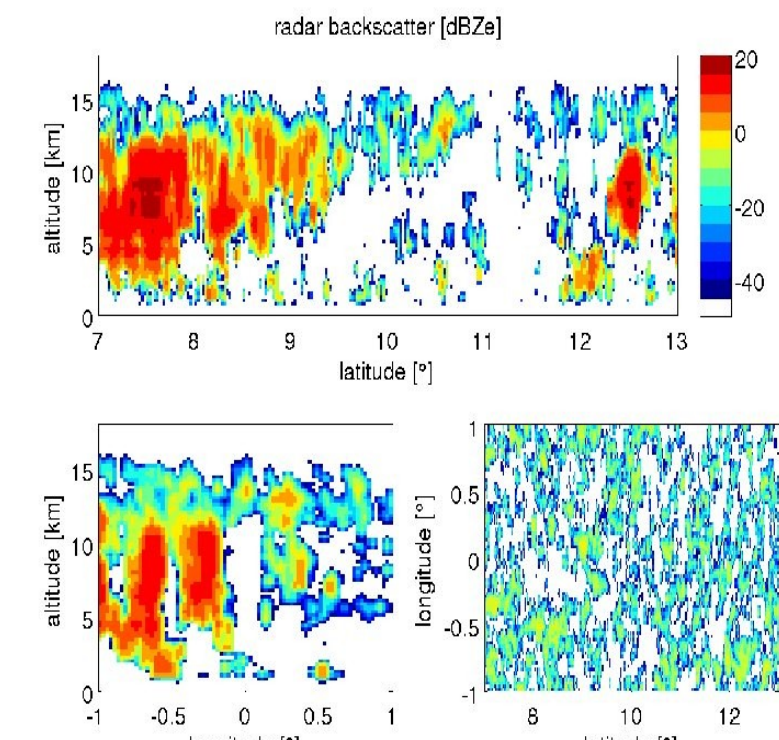 radar backscatter [dBZe]
altitude [km]
15
10
5
0
7 8 9 10 11 12 13
latitude [°]
20
0
-20
-40
altitude [km]
15
10
5
0
-1 -0.5 0 0.5 1
longitude [°]
1
0.5
0
-0.5
-1
8 10 12